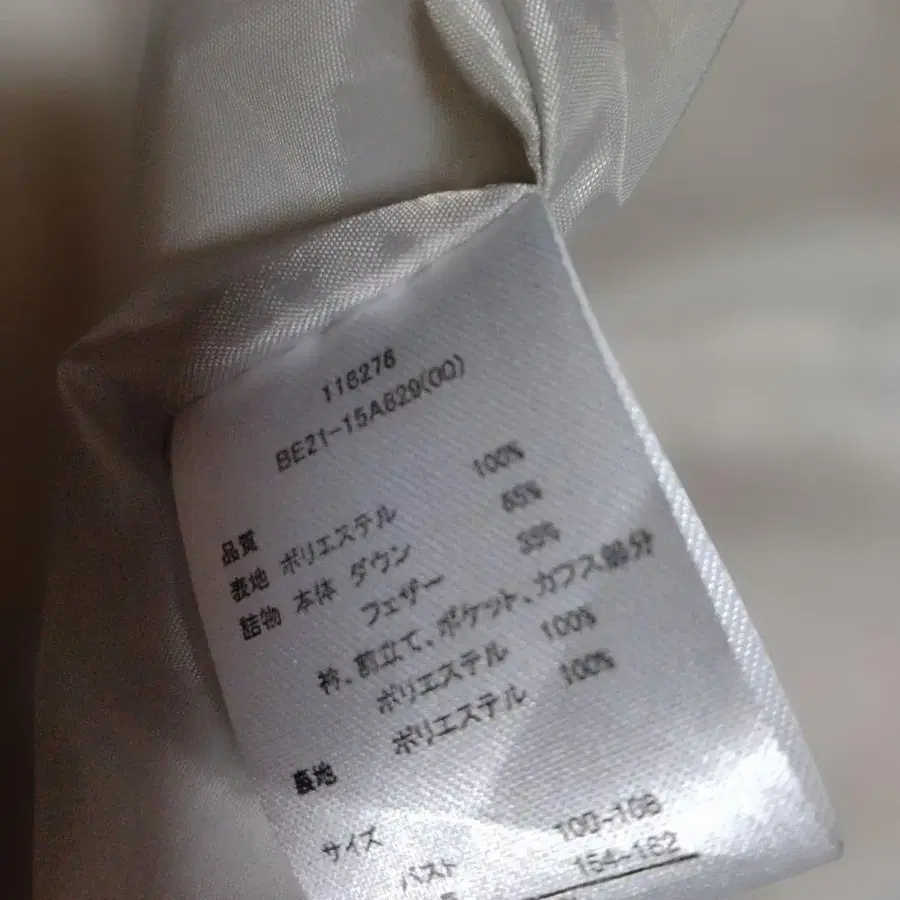 116276
BE21-15A629(00)
品質
表地 ポリエステル 100%
詰物 本体 ダウン 65%
フェザー 35%
衿、前立て、ポケット、カフス部分
ポリエステル 100%
裏地 ポリエステル 100%
サイズ
バスト 100~108
154~162